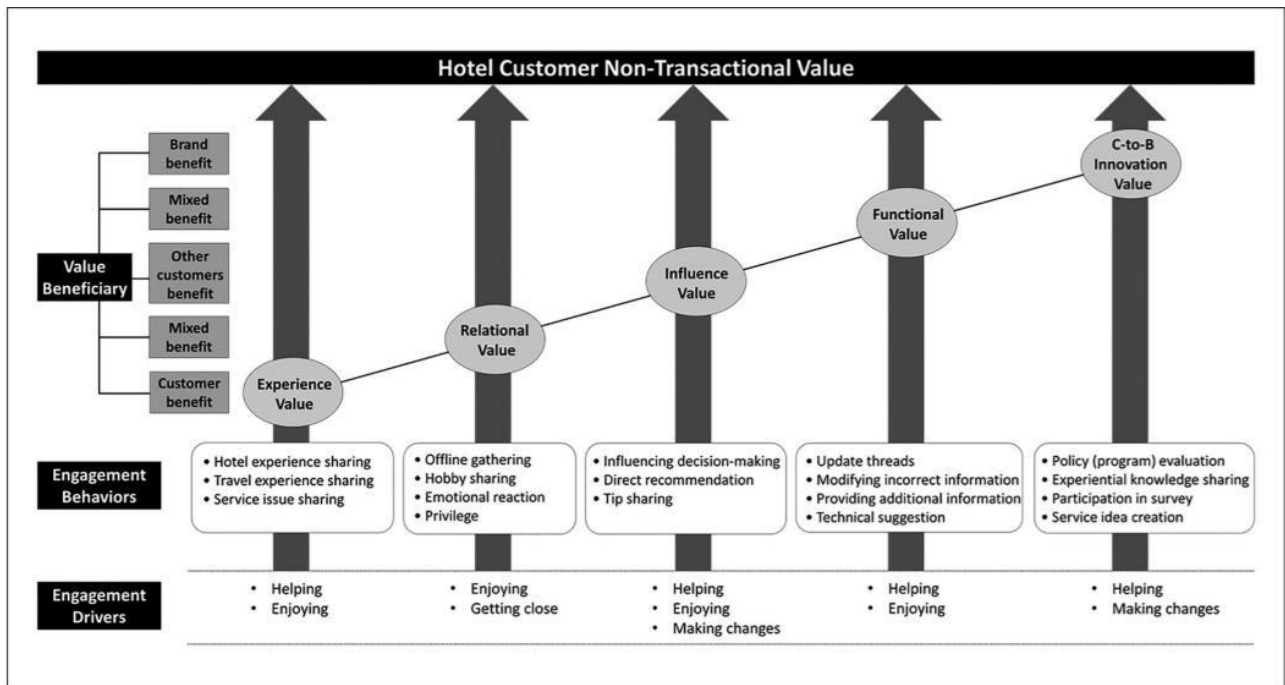 Hotel Customer Non-Transactional Value
Brand
benefit
Mixed
benefit
Other
customers
benefit
Mixed
benefit
Customer
benefit
Value
Beneficiary
Experience
Value
Relational
Value
Influence
Value
Functional
Value
C-to-B
Innovation
Value
Engagement
Behaviors
• Hotel experience sharing
• Travel experience sharing
• Service issue sharing
• Offline gathering
• Hobby sharing
• Emotional reaction
• Privilege
• Influencing decision-making
• Direct recommendation
• Tip sharing
• Update threads
• Modifying incorrect information
• Providing additional information
• Technical suggestion
• Policy (program) evaluation
• Experiential knowledge sharing
• Participation in survey
• Service idea creation
Engagement
Drivers
• Helping
• Enjoying
• Enjoying
• Getting close
• Helping
• Enjoying
• Making changes
• Helping
• Enjoying
• Helping
• Making changes